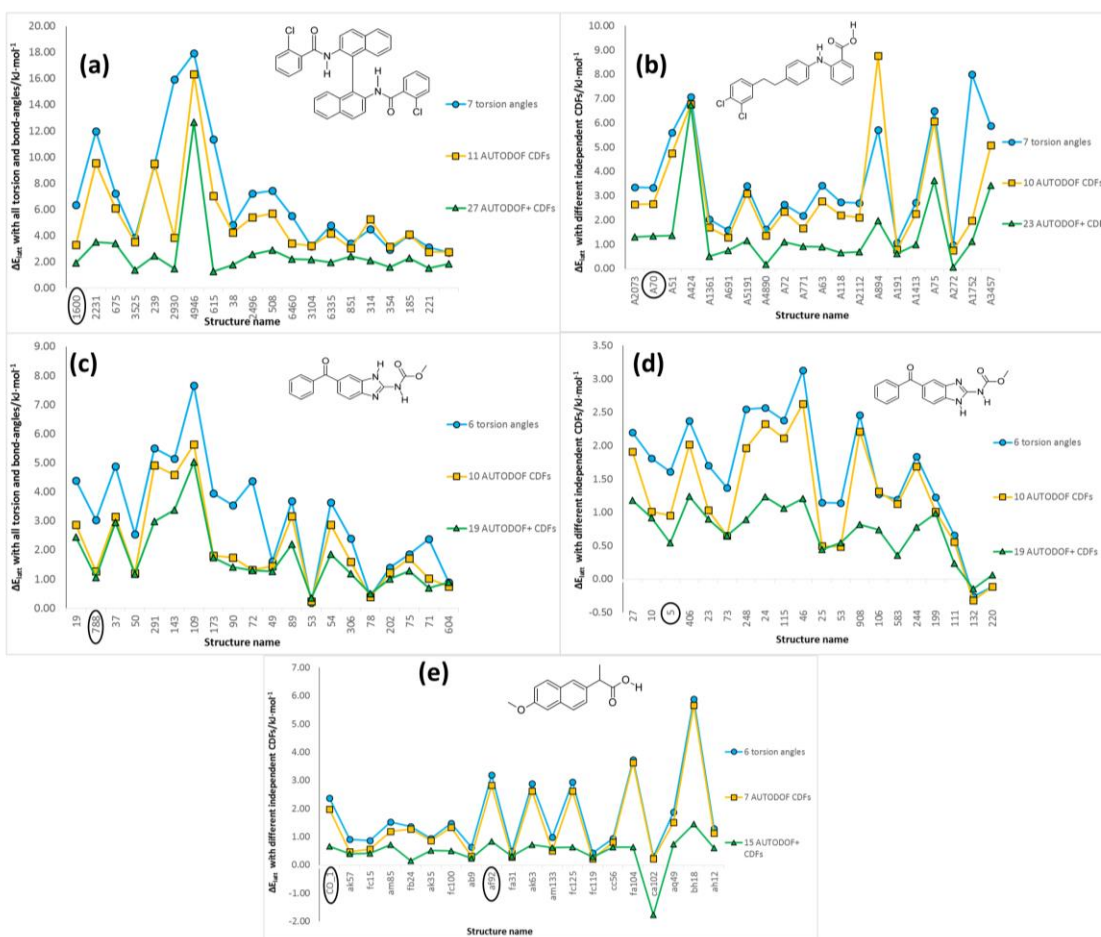 (a)
ΔE_latt with all torsion and bond-angles/kJ·mol⁻¹
20.00
18.00
16.00
14.00
12.00
10.00
8.00
6.00
4.00
2.00
0.00
Cl
O
N
H
H
N
O
Cl
7 torsion angles
11 AUTODOF CDFs
27 AUTODOF+ CDFs
1600 2231 675 3525 239 2930 4946 615 38 2496 508 6460 3104 6335 851 314 354 185 221
Structure name
(b)
ΔE_latt with different independent CDFs/kJ·mol⁻¹
10.00
9.00
8.00
7.00
6.00
5.00
4.00
3.00
2.00
1.00
0.00
H
N
O
O
H
Cl
Cl
7 torsion angles
10 AUTODOF CDFs
23 AUTODOF+ CDFs
A2073 A70 A51 A424 A1361 A691 A5191 A4890 A72 A771 A63 A118 A2112 A894 A191 A1413 A75 A272 A1752 A3457
Structure name
(c)
ΔE_latt with all torsion and bond-angles/kJ·mol⁻¹
9.00
8.00
7.00
6.00
5.00
4.00
3.00
2.00
1.00
0.00
O
H
N
N
N
H
O
O
6 torsion angles
10 AUTODOF CDFs
19 AUTODOF+ CDFs
19 788 37 50 291 143 109 173 90 72 49 89 53 54 306 78 202 75 71 604
Structure name
(d)
ΔE_latt with different independent CDFs/kJ·mol⁻¹
3.50
3.00
2.50
2.00
1.50
1.00
0.50
0.00
-0.50
O
N
N
H
N
H
O
O
6 torsion angles
10 AUTODOF CDFs
19 AUTODOF+ CDFs
27 10 5 406 23 73 248 24 115 46 25 53 908 106 583 244 199 111 132 220
Structure name
(e)
ΔE_latt with different independent CDFs/kJ·mol⁻¹
7.00
6.00
5.00
4.00
3.00
2.00
1.00
0.00
-1.00
-2.00
O
O
O
H
6 torsion angles
7 AUTODOF CDFs
15 AUTODOF+
CDFs
CO_1 ak57 fc15 am85 fb24 ak35 fc100 ab9 af92 fa31 ak63 am133 fc125 fc119 cc56 fa104 ca102 aq49 bh18 ah12
Structure name